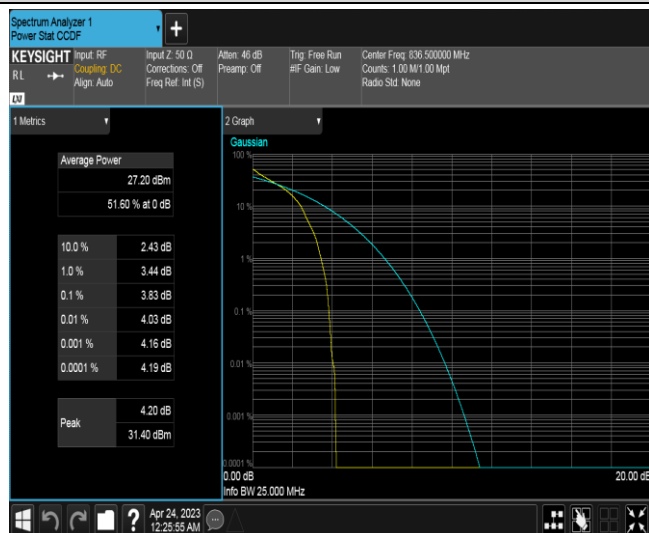 Spectrum Analyzer 1
Power Stat CCDF
+
KEYSIGHT
RL
LXI
Input: RF
Coupling: DC
Align: Auto
Input Z: 50 Ω
Corrections: Off
Freq Ref: Int (S)
Atten: 46 dB
Preamp: Off
Trig: Free Run
#IF Gain: Low
Center Freq: 836.500000 MHz
Counts: 1.00 M/1.00 Mpt
Radio Std: None
1 Metrics
Average Power
27.20 dBm
51.60 % at 0 dB
10.0 % 2.43 dB
1.0 % 3.44 dB
0.1 % 3.83 dB
0.01 % 4.03 dB
0.001 % 4.16 dB
0.0001 % 4.19 dB
Peak 4.20 dB
31.40 dBm
2 Graph
Gaussian
100 %
10 %
1 %
0.1 %
0.01 %
0.001 %
0.0001 %
0.00 dB 20.00 dB
Info BW 25.000 MHz
?
Apr 24, 2023
12:25:55 AM